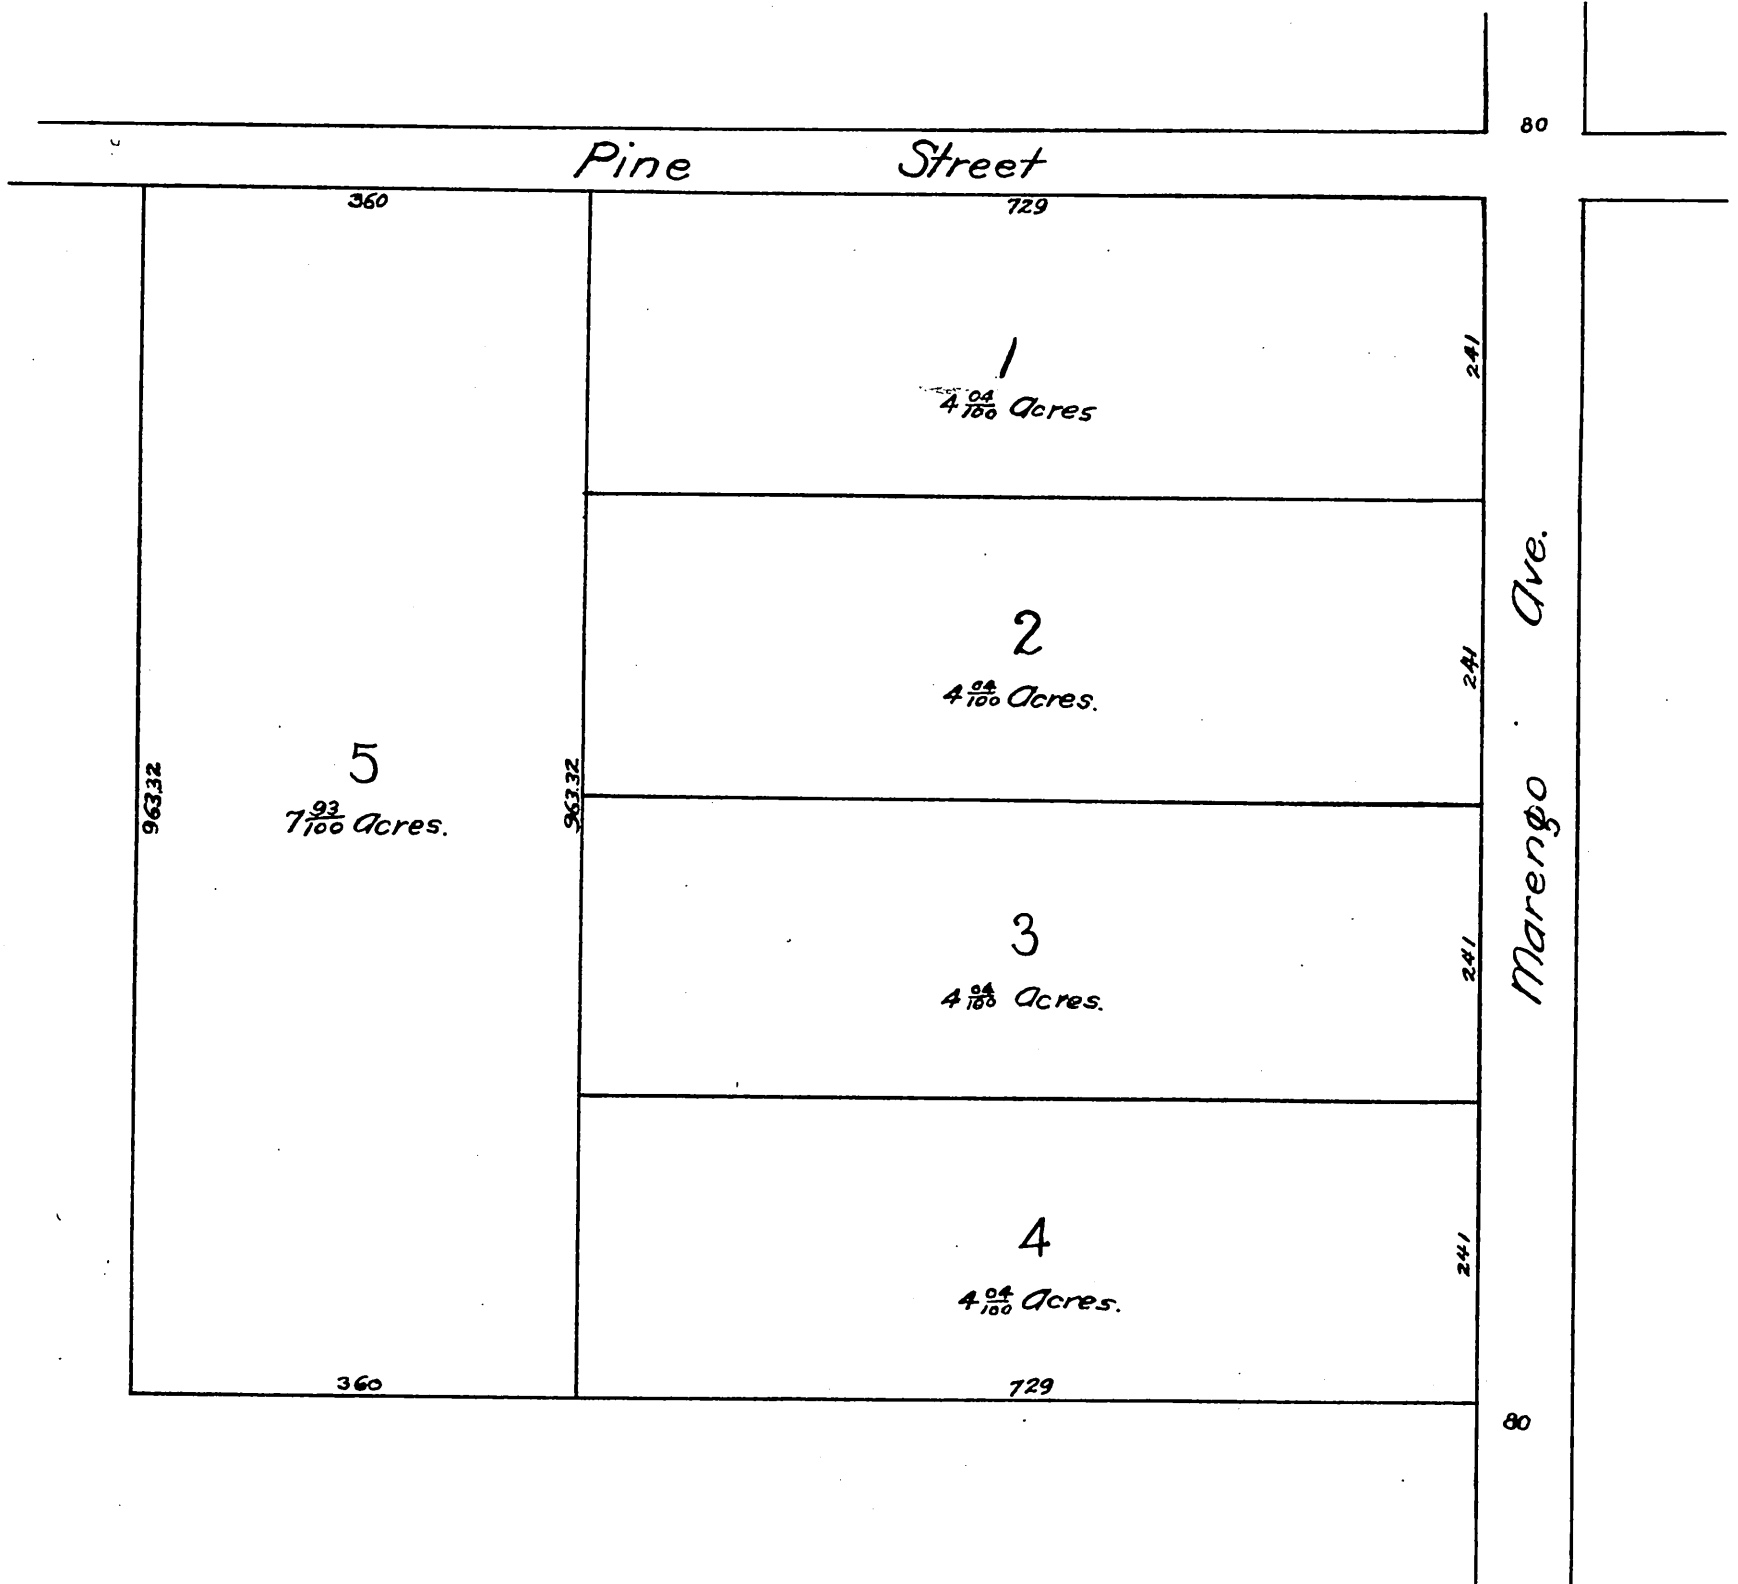 80
Pine Street
360
729
1
4 04/100 Acres
241
2
4 04/100 Acres.
241
Marengo Ave.
5
7 93/100 Acres.
963.32
963.32
3
4 04/100 Acres.
241
4
4 04/100 Acres.
241
360
729
80